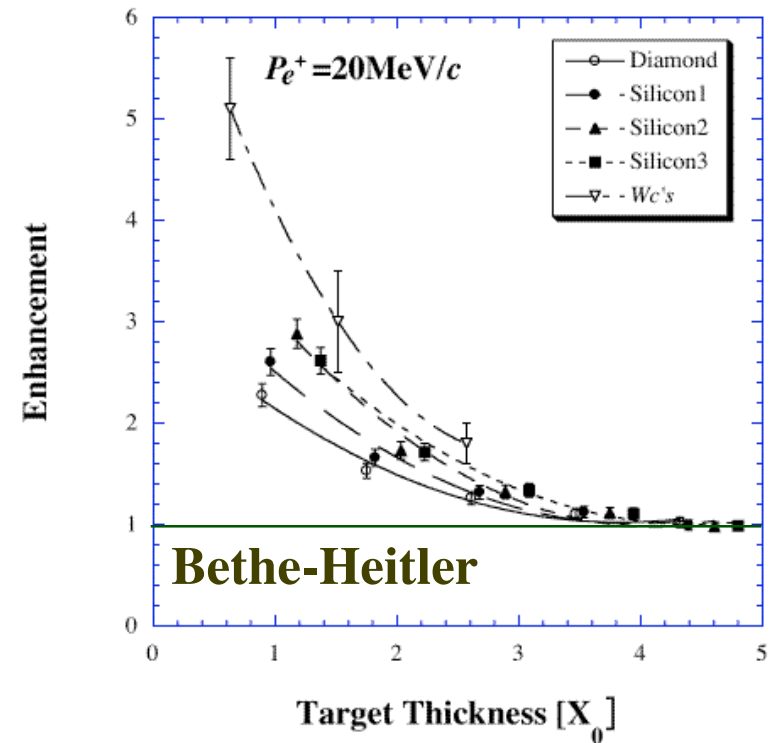 6
5
4
3
2
1
0
Enhancement
Pe+ =20MeV/c
Diamond
Silicon1
Silicon2
Silicon3
Wc's
Bethe-Heitler
0 1 2 3 4 5
Target Thickness [X0]